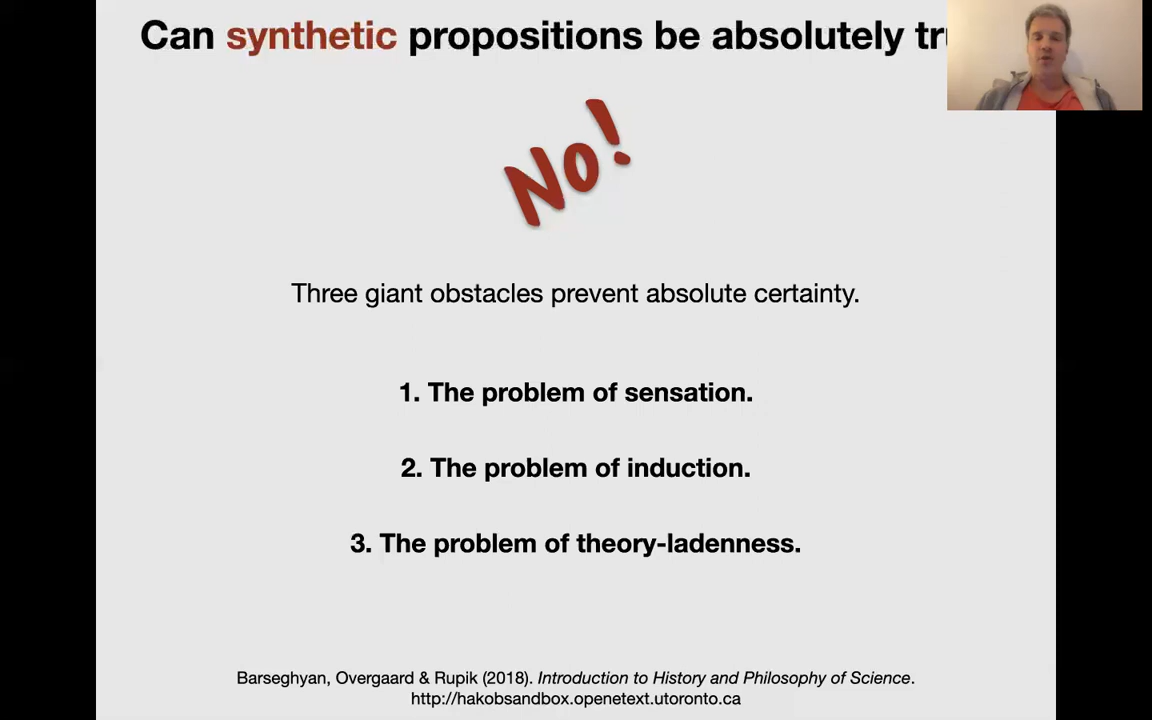 Can synthetic propositions be absolutely
No!
Three giant obstacles prevent absolute certainty.
1. The problem of sensation.
2. The problem of induction.
3. The problem of theory-ladenness.
Barseghyan, Overgaard & Rupik (2018). Introduction to History and Philosophy of Science.
http://hakobsandbox.openetext.utoronto.ca